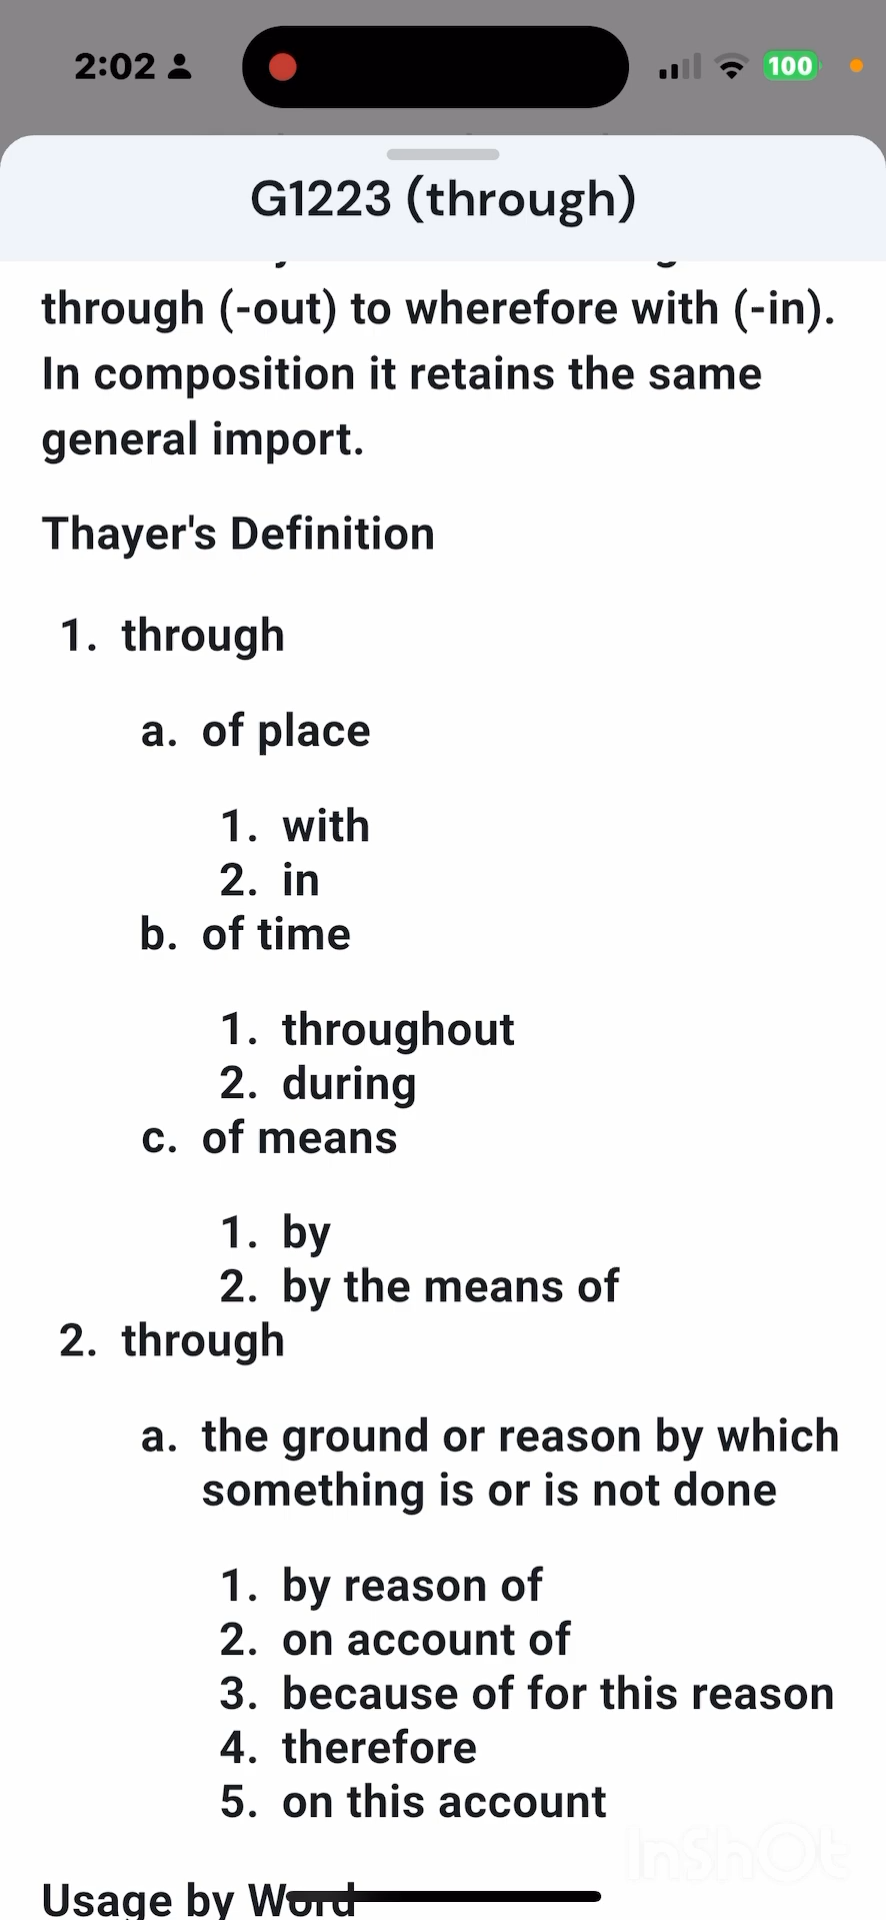 2:02
100
G1223 (through)
through (-out) to wherefore with (-in).
In composition it retains the same
general import.
Thayer's Definition
1. through
a. of place
1. with
2. in
b. of time
1. throughout
2. during
c. of means
1. by
2. by the means of
2. through
a. the ground or reason by which
something is or is not done
1. by reason of
2. on account of
3. because of for this reason
4. therefore
5. on this account
InShOt
Usage by Word